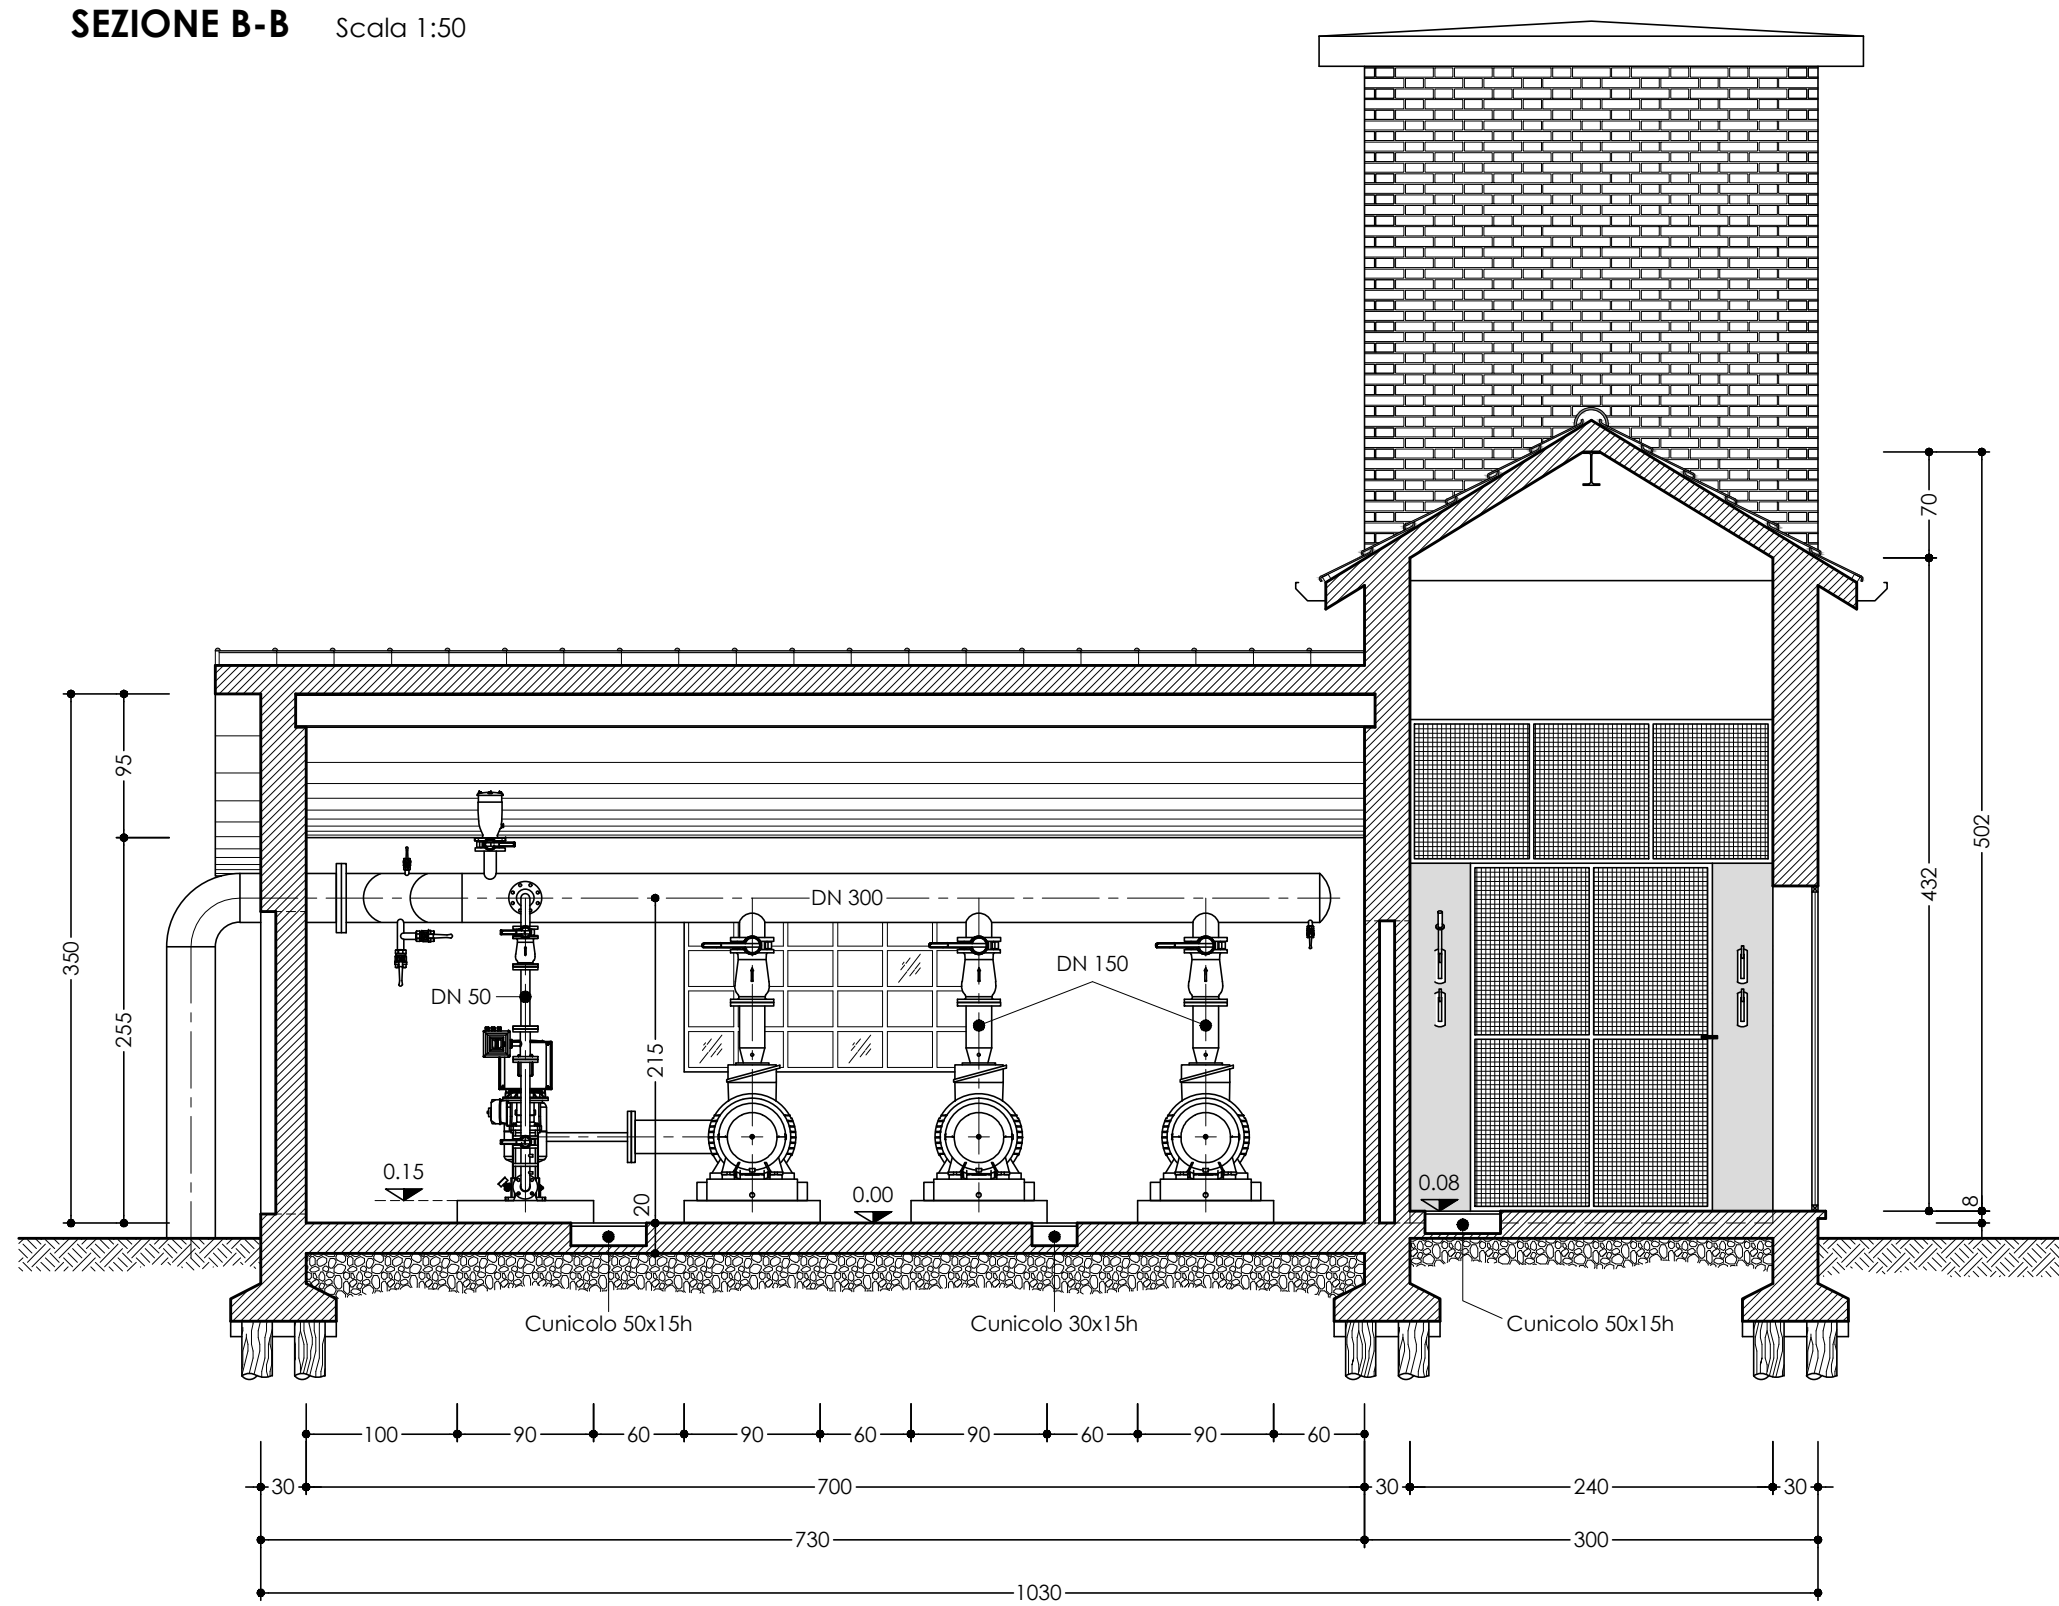 SEZIONE B-B Scala 1:50
70
95
502
432
DN 300
DN 150
350
DN 50
255
215
0.15
0.08
20
0.00
8
Cunicolo 50x15h
Cunicolo 30x15h
Cunicolo 50x15h
100 90 60 90 60 90 60 90 60
30 700 30 240 30
730 300
1030